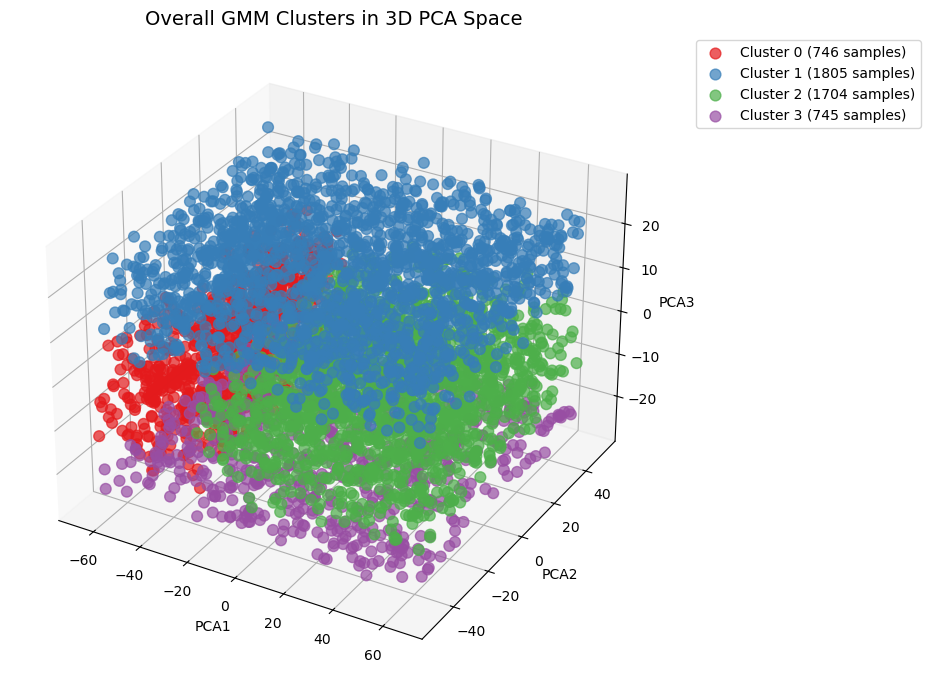 Overall GMM Clusters in 3D PCA Space
Cluster 0 (746 samples)
Cluster 1 (1805 samples)
Cluster 2 (1704 samples)
Cluster 3 (745 samples)
20
10
0
−10
−20
PCA3
40
20
0
−20
−40
PCA2
−60
−40
−20
0
20
40
60
PCA1